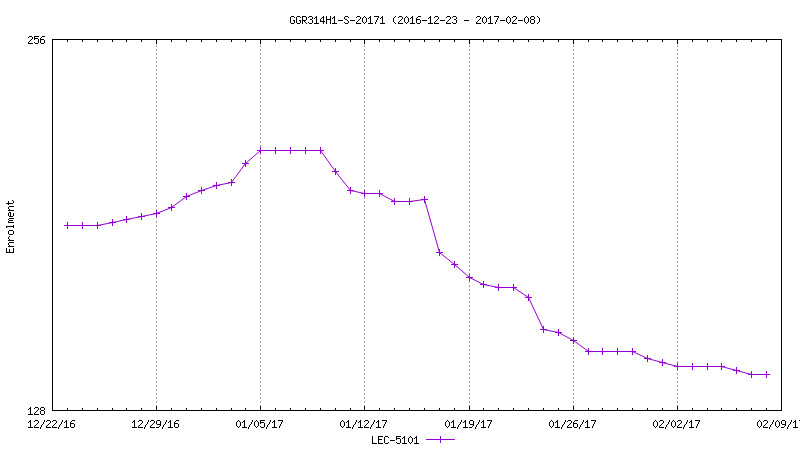 GGR314H1-S-20171 (2016-12-23 - 2017-02-08)
256
Enrolment
128
12/22/16 12/29/16 01/05/17 01/12/17 01/19/17 01/26/17 02/02/17 02/09/1
LEC-5101